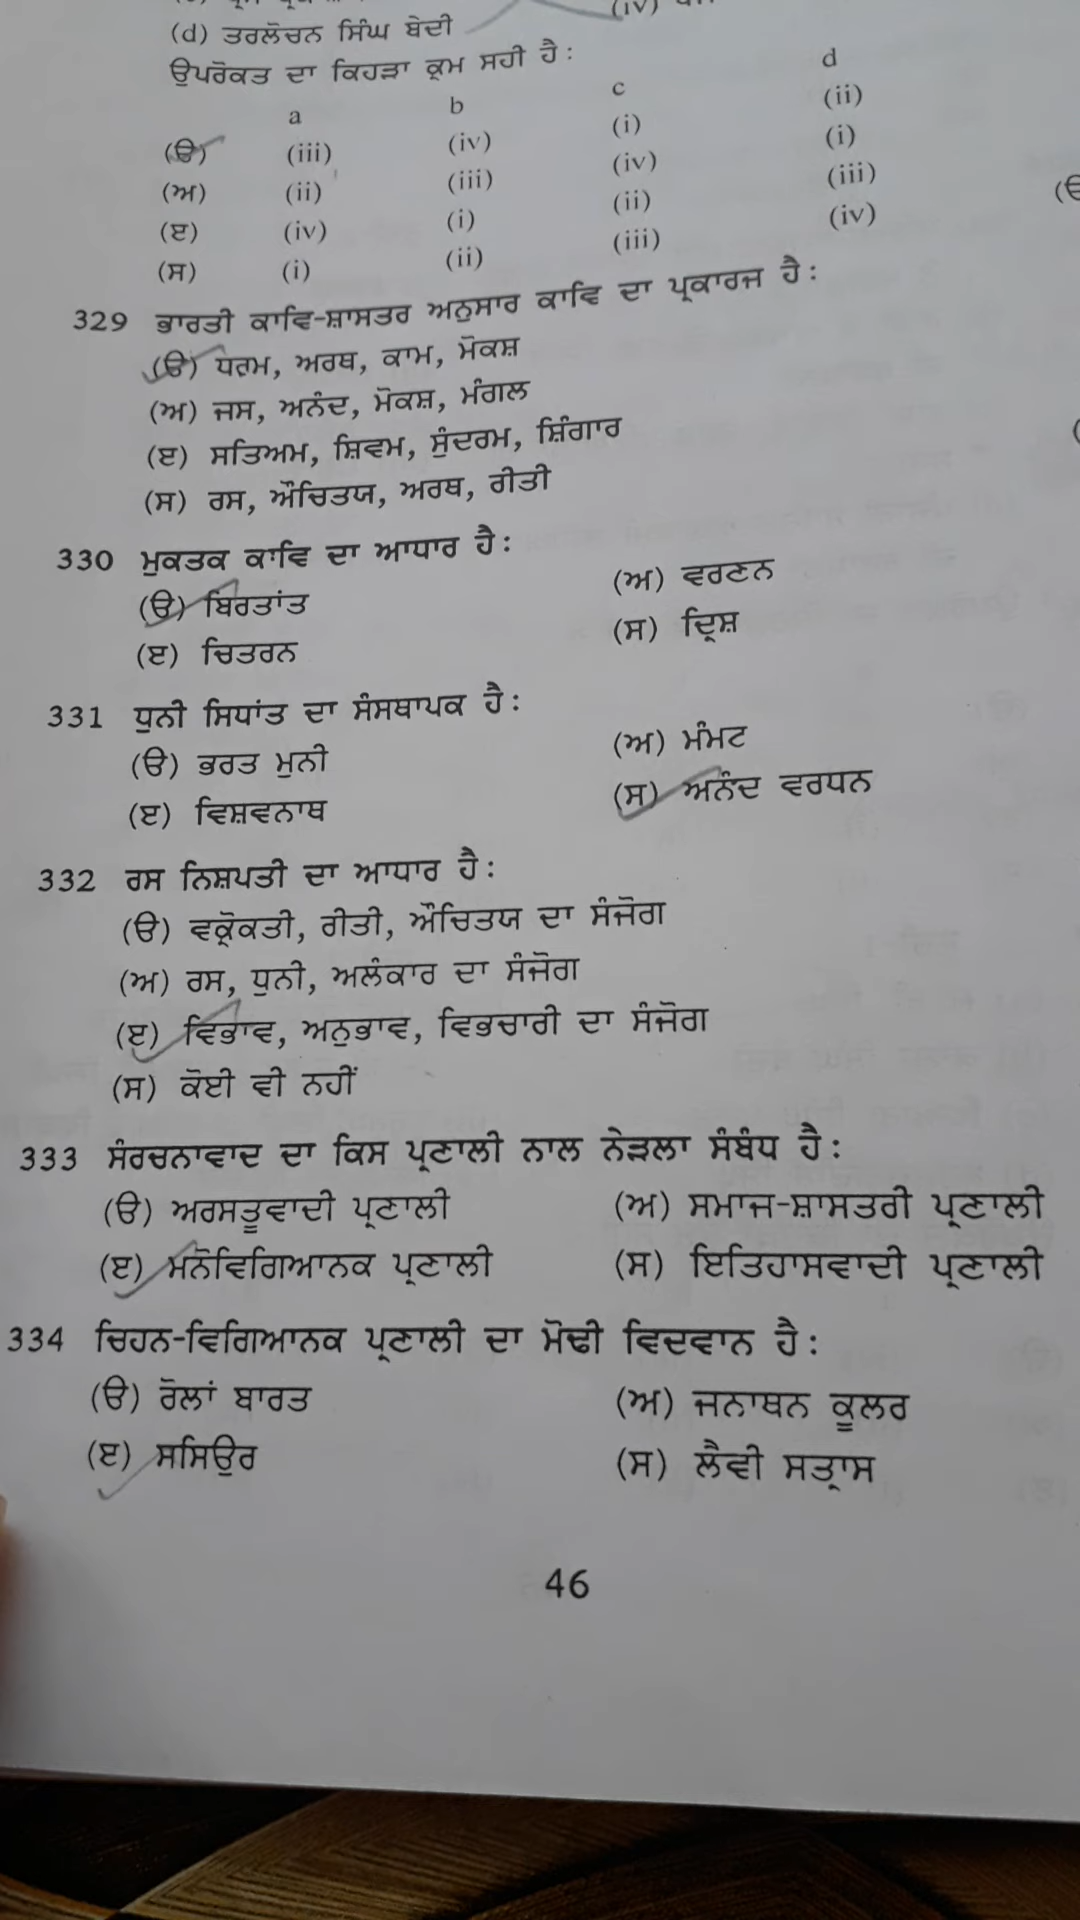 (iv)
(d) ਤਰਲੋਚਨ ਸਿੰਘ ਬੇਦੀ
ਉਪਰੋਕਤ ਦਾ ਕਿਹੜਾ ਕ੍ਰਮ ਸਹੀ ਹੈ :
a b c d
(ੳ) (iii) (iv) (i) (ii)
(ਅ) (ii) (iii) (iv) (i)
(ੲ) (iv) (i) (ii) (iii)
(ਸ) (i) (ii) (iii) (iv)
329 ਭਾਰਤੀ ਕਾਵਿ-ਸ਼ਾਸਤਰ ਅਨੁਸਾਰ ਕਾਵਿ ਦਾ ਪ੍ਰਕਾਰਜ ਹੈ :
(ੳ) ਧਰਮ, ਅਰਥ, ਕਾਮ, ਮੋਕਸ਼
(ਅ) ਜਸ, ਅਨੰਦ, ਮੋਕਸ਼, ਮੰਗਲ
(ੲ) ਸਤਿਅਮ, ਸ਼ਿਵਮ, ਸੁੰਦਰਮ, ਸ਼ਿੰਗਾਰ
(ਸ) ਰਸ, ਔਚਿਤਯ, ਅਰਥ, ਰੀਤੀ
330 ਮੁਕਤਕ ਕਾਵਿ ਦਾ ਆਧਾਰ ਹੈ :
(ੳ) ਬਿਰਤਾਂਤ (ਅ) ਵਰਣਨ
(ੲ) ਚਿਤਰਨ (ਸ) ਦ੍ਰਿਸ਼
331 ਧੁਨੀ ਸਿਧਾਂਤ ਦਾ ਸੰਸਥਾਪਕ ਹੈ :
(ੳ) ਭਰਤ ਮੁਨੀ (ਅ) ਮੰਮਟ
(ੲ) ਵਿਸ਼ਵਨਾਥ (ਸ) ਅਨੰਦ ਵਰਧਨ
332 ਰਸ ਨਿਸ਼ਪਤੀ ਦਾ ਆਧਾਰ ਹੈ :
(ੳ) ਵਕ੍ਰੋਕਤੀ, ਰੀਤੀ, ਔਚਿਤਯ ਦਾ ਸੰਜੋਗ
(ਅ) ਰਸ, ਧੁਨੀ, ਅਲੰਕਾਰ ਦਾ ਸੰਜੋਗ
(ੲ) ਵਿਭਾਵ, ਅਨੁਭਾਵ, ਵਿਭਚਾਰੀ ਦਾ ਸੰਜੋਗ
(ਸ) ਕੋਈ ਵੀ ਨਹੀਂ
333 ਸੰਰਚਨਾਵਾਦ ਦਾ ਕਿਸ ਪ੍ਰਣਾਲੀ ਨਾਲ ਨੇੜਲਾ ਸੰਬੰਧ ਹੈ :
(ੳ) ਅਰਸਤੂਵਾਦੀ ਪ੍ਰਣਾਲੀ (ਅ) ਸਮਾਜ-ਸ਼ਾਸਤਰੀ ਪ੍ਰਣਾਲੀ
(ੲ) ਮਨੋਵਿਗਿਆਨਕ ਪ੍ਰਣਾਲੀ (ਸ) ਇਤਿਹਾਸਵਾਦੀ ਪ੍ਰਣਾਲੀ
334 ਚਿਹਨ-ਵਿਗਿਆਨਕ ਪ੍ਰਣਾਲੀ ਦਾ ਮੋਢੀ ਵਿਦਵਾਨ ਹੈ :
(ੳ) ਰੋਲਾਂ ਬਾਰਤ (ਅ) ਜਨਾਥਨ ਕੂਲਰ
(ੲ) ਸਸਿਉਰ (ਸ) ਲੈਵੀ ਸਤ੍ਰਾਸ
46